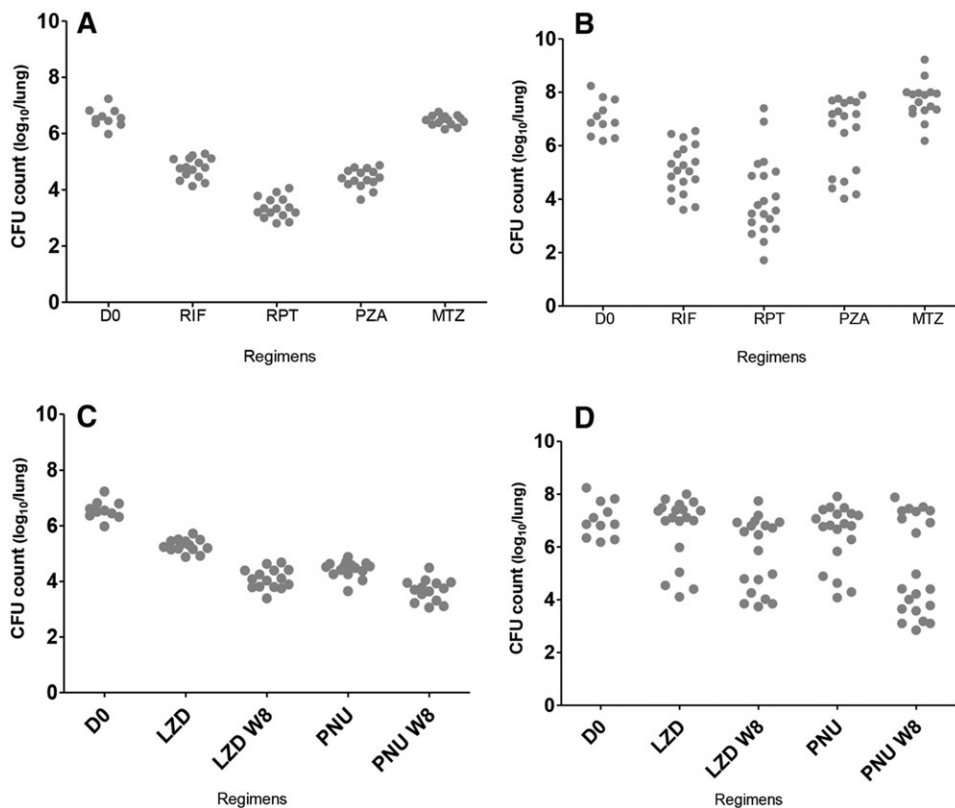 A
CFU count (log₁₀/lung)
10
8
6
4
2
0
D0 RIF RPT PZA MTZ
Regimens
B
CFU count (log₁₀/lung)
10
8
6
4
2
0
D0 RIF RPT PZA MTZ
Regimens
C
CFU count (log₁₀/lung)
10
8
6
4
2
0
D0 LZD LZD W8 PNU PNU W8
Regimens
D
CFU count (log₁₀/lung)
10
8
6
4
2
0
D0 LZD LZD W8 PNU PNU W8
Regimens